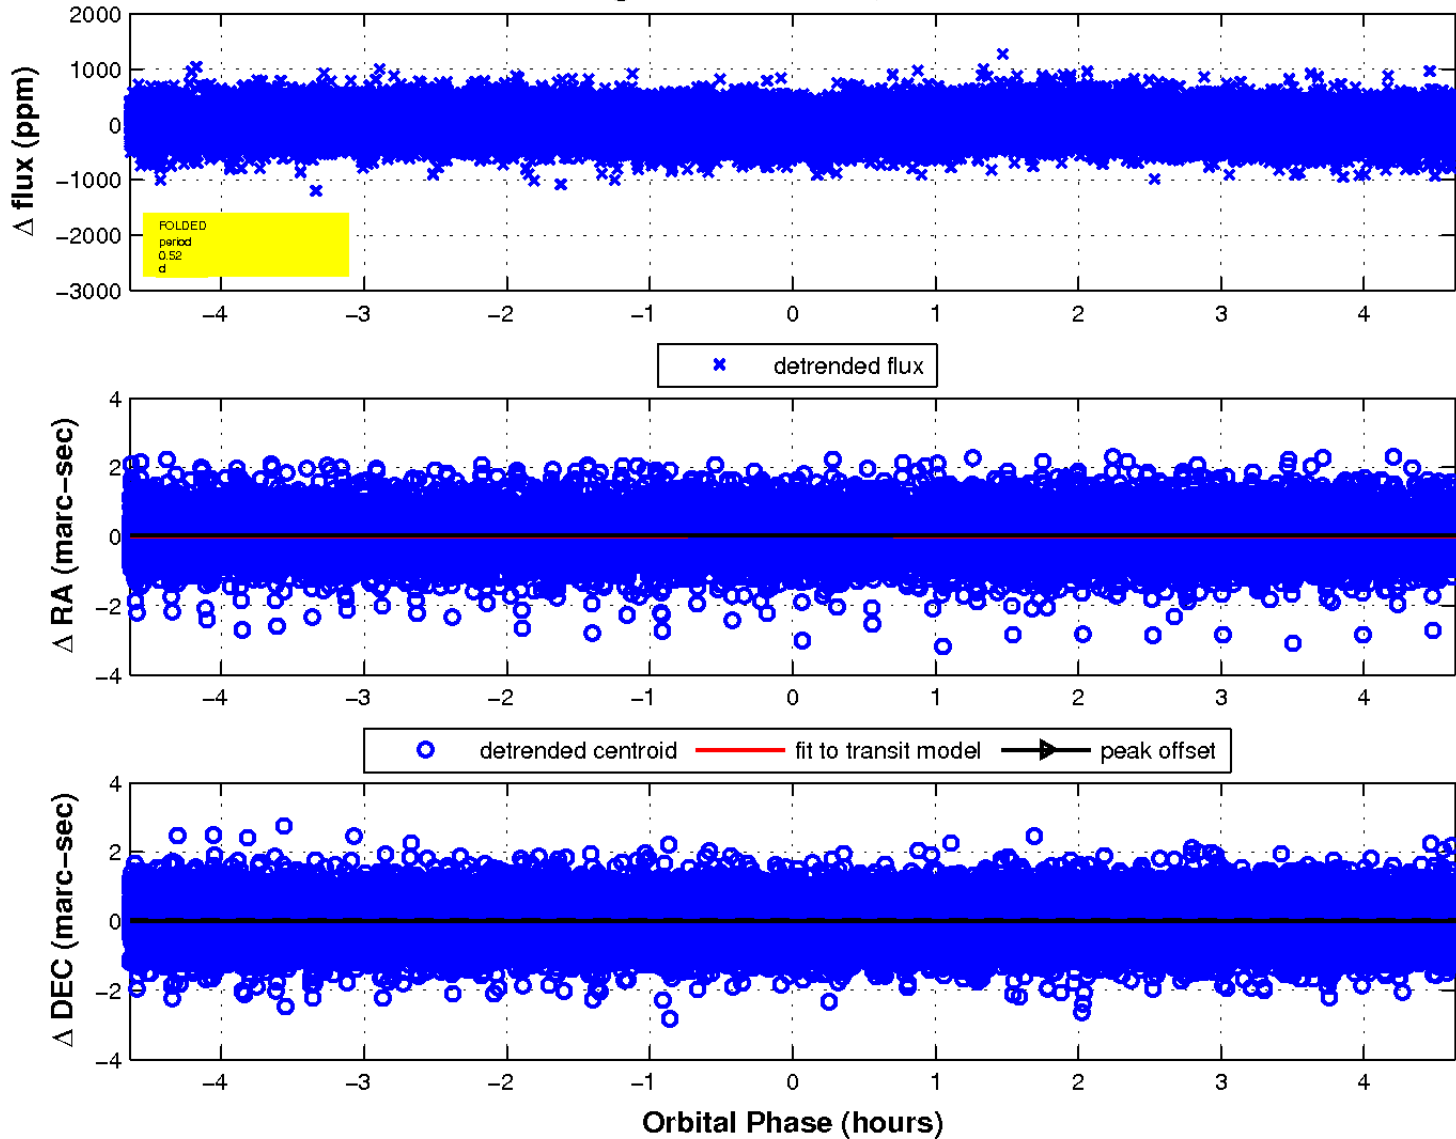 2000
1000
0
−1000
−2000
−3000
Δ flux (ppm)
FOLDED
period
0.52
d
−4 −3 −2 −1 0 1 2 3 4
detrended flux
4
2
0
−2
−4
Δ RA (marc−sec)
−4 −3 −2 −1 0 1 2 3 4
detrended centroid fit to transit model peak offset
4
2
0
−2
−4
Δ DEC (marc−sec)
−4 −3 −2 −1 0 1 2 3 4
Orbital Phase (hours)